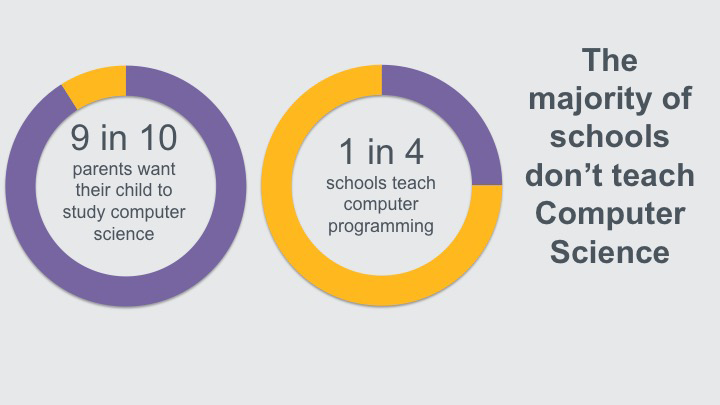 9 in 10
parents want
their child to
study computer
science
1 in 4
schools teach
computer
programming
The
majority of
schools
don’t teach
Computer
Science